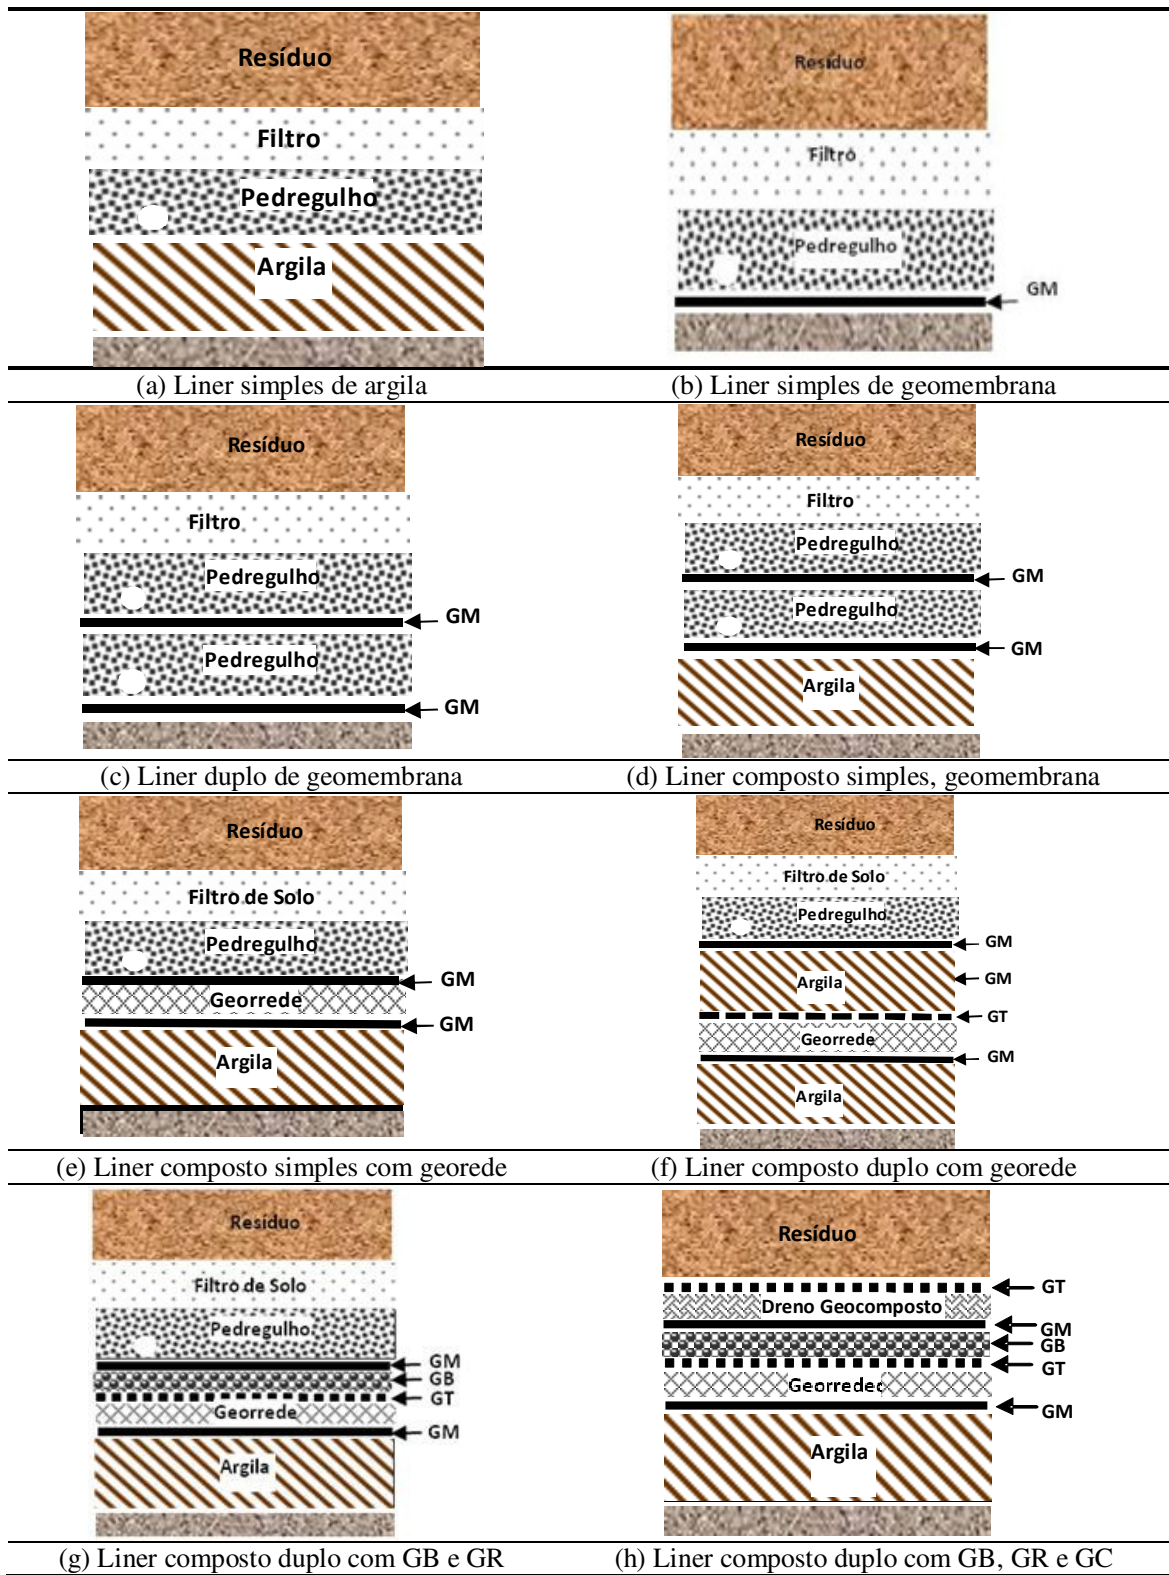 Resíduo
Filtro
Pedregulho
Argila
(a) Liner simples de argila
Resíduo
Filtro
Pedregulho
GM
(b) Liner simples de geomembrana
Resíduo
Filtro
Pedregulho
GM
Pedregulho
GM
(c) Liner duplo de geomembrana
Resíduo
Filtro
Pedregulho
GM
Pedregulho
GM
Argila
(d) Liner composto simples, geomembrana
Resíduo
Filtro de Solo
Pedregulho
GM
Georrede
GM
Argila
(e) Liner composto simples com georede
Resíduo
Filtro de Solo
Pedregulho
GM
GM
Argila
GT
Georrede
GM
Argila
(f) Liner composto duplo com georede
Resíduo
Filtro de Solo
Pedregulho
GM
GB
GT
Georrede
GM
Argila
(g) Liner composto duplo com GB e GR
Resíduo
GT
Dreno Geocomposto
GM
GB
GT
Georredec
GM
Argila
(h) Liner composto duplo com GB, GR e GC